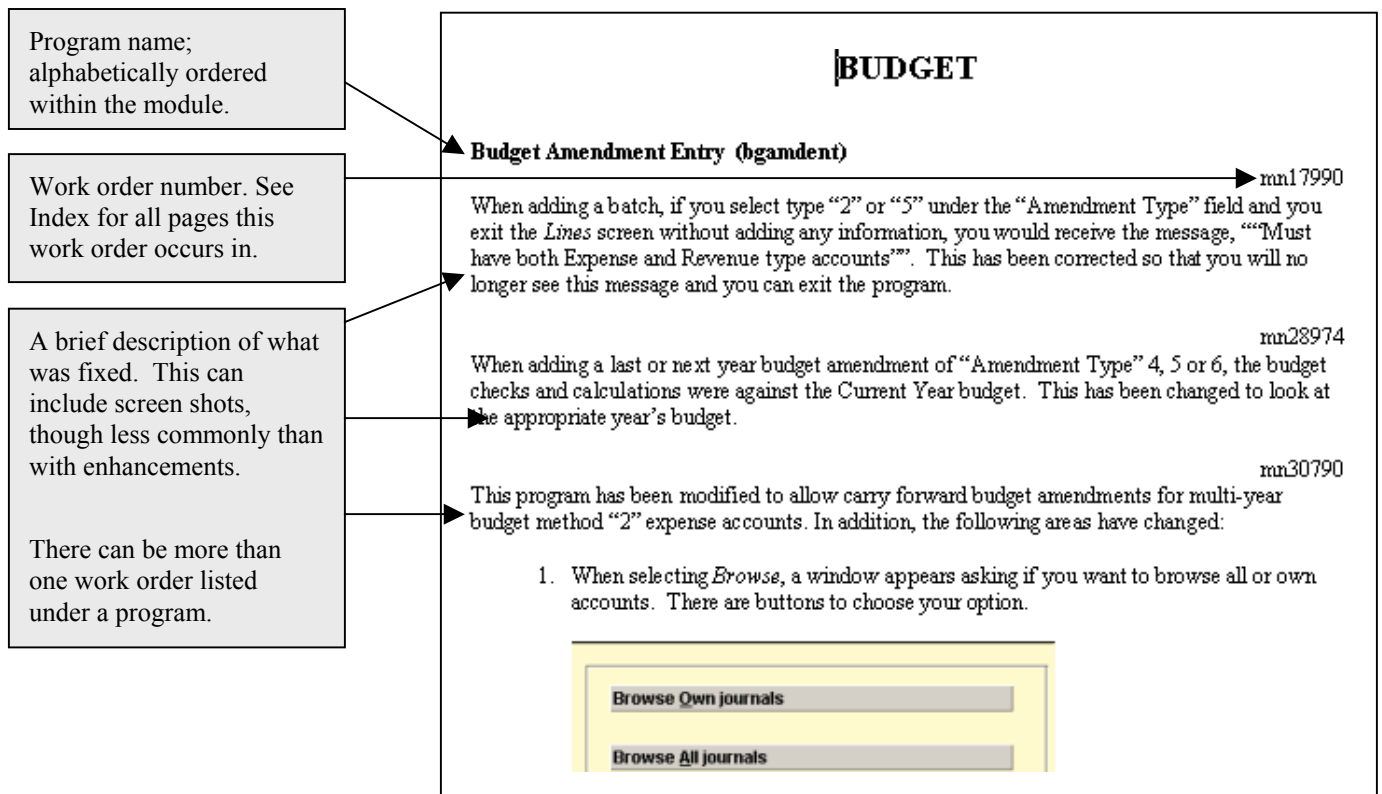 Program name;
alphabetically ordered
within the module.
Work order number. See
Index for all pages this
work order occurs in.
A brief description of what
was fixed.  This can
include screen shots,
though less commonly than
with enhancements.
There can be more than
one work order listed
under a program.
BUDGET
Budget Amendment Entry  (bgamdent)
mn17990
When adding a batch, if you select type “2” or “5” under the “Amendment Type” field and you
exit the Lines screen without adding any information, you would receive the message, ““Must
have both Expense and Revenue type accounts””.  This has been corrected so that you will no
longer see this message and you can exit the program.
mn28974
When adding a last or next year budget amendment of “Amendment Type” 4, 5 or 6, the budget
checks and calculations were against the Current Year budget.  This has been changed to look at
the appropriate year’s budget.
mn30790
This program has been modified to allow carry forward budget amendments for multi-year
budget method “2” expense accounts. In addition, the following areas have changed:
1.  When selecting Browse, a window appears asking if you want to browse all or own
accounts.  There are buttons to choose your option.
Browse Own journals
Browse All journals